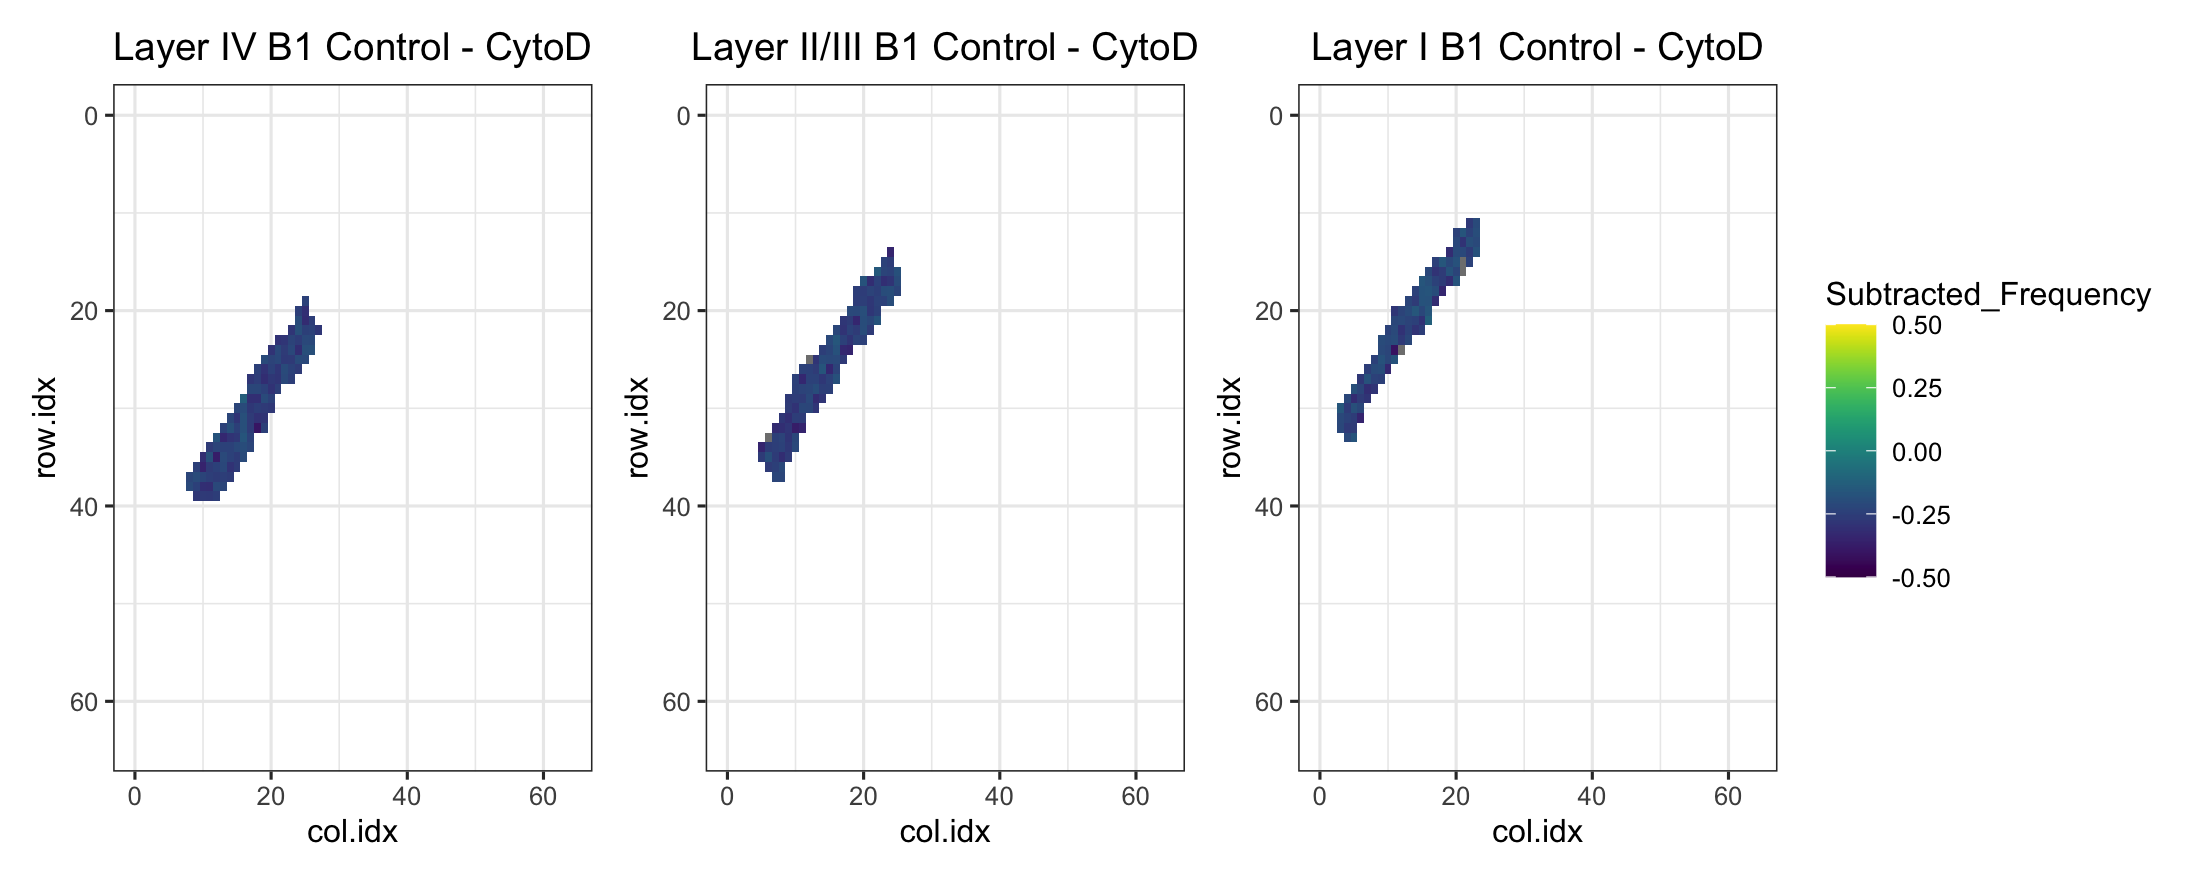 Layer IV B1 Control - CytoD
Layer II/III B1 Control - CytoD
Layer I B1 Control - CytoD
0
20
40
60
row.idx
0
20
40
60
col.idx
0
20
40
60
row.idx
0
20
40
60
col.idx
0
20
40
60
row.idx
0
20
40
60
col.idx
Subtracted_Frequency
0.50
0.25
0.00
-0.25
-0.50